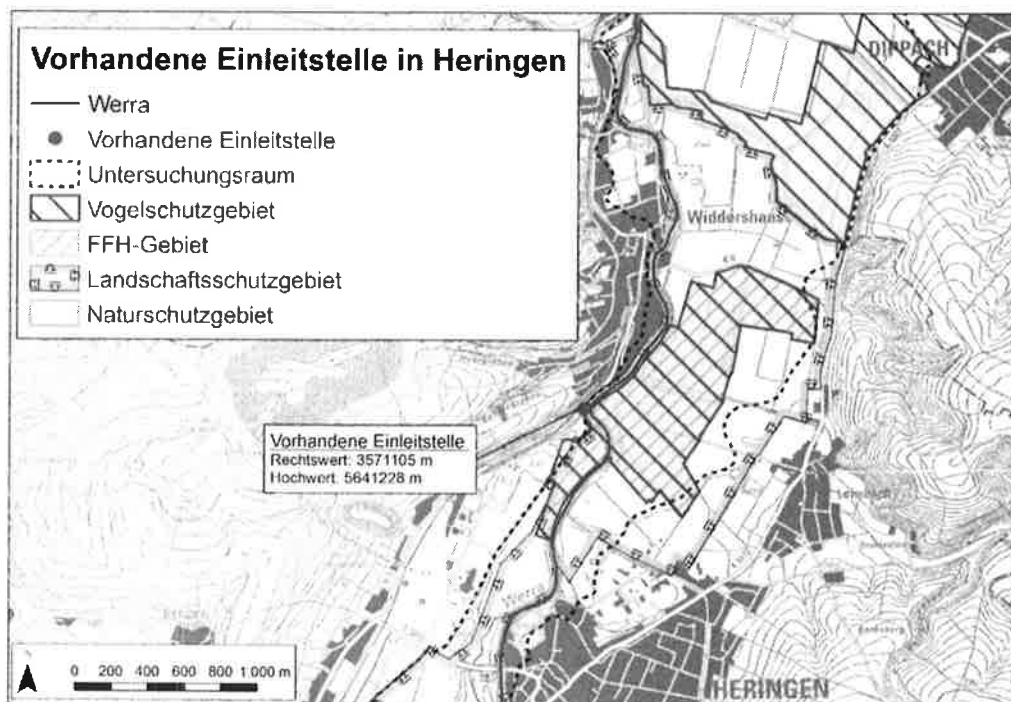 Vorhandene Einleitstelle in Heringen
Werra
Vorhandene Einleitstelle
Untersuchungsraum
Vogelschutzgebiet
FFH-Gebiet
Landschaftsschutzgebiet
Naturschutzgebiet
DIPPACH
Widdershaus
Vorhandene Einleitstelle
Rechtswert: 3571105 m
Hochwert: 5641228 m
Werra
HERINGEN
0 200 400 600 800 1.000 m